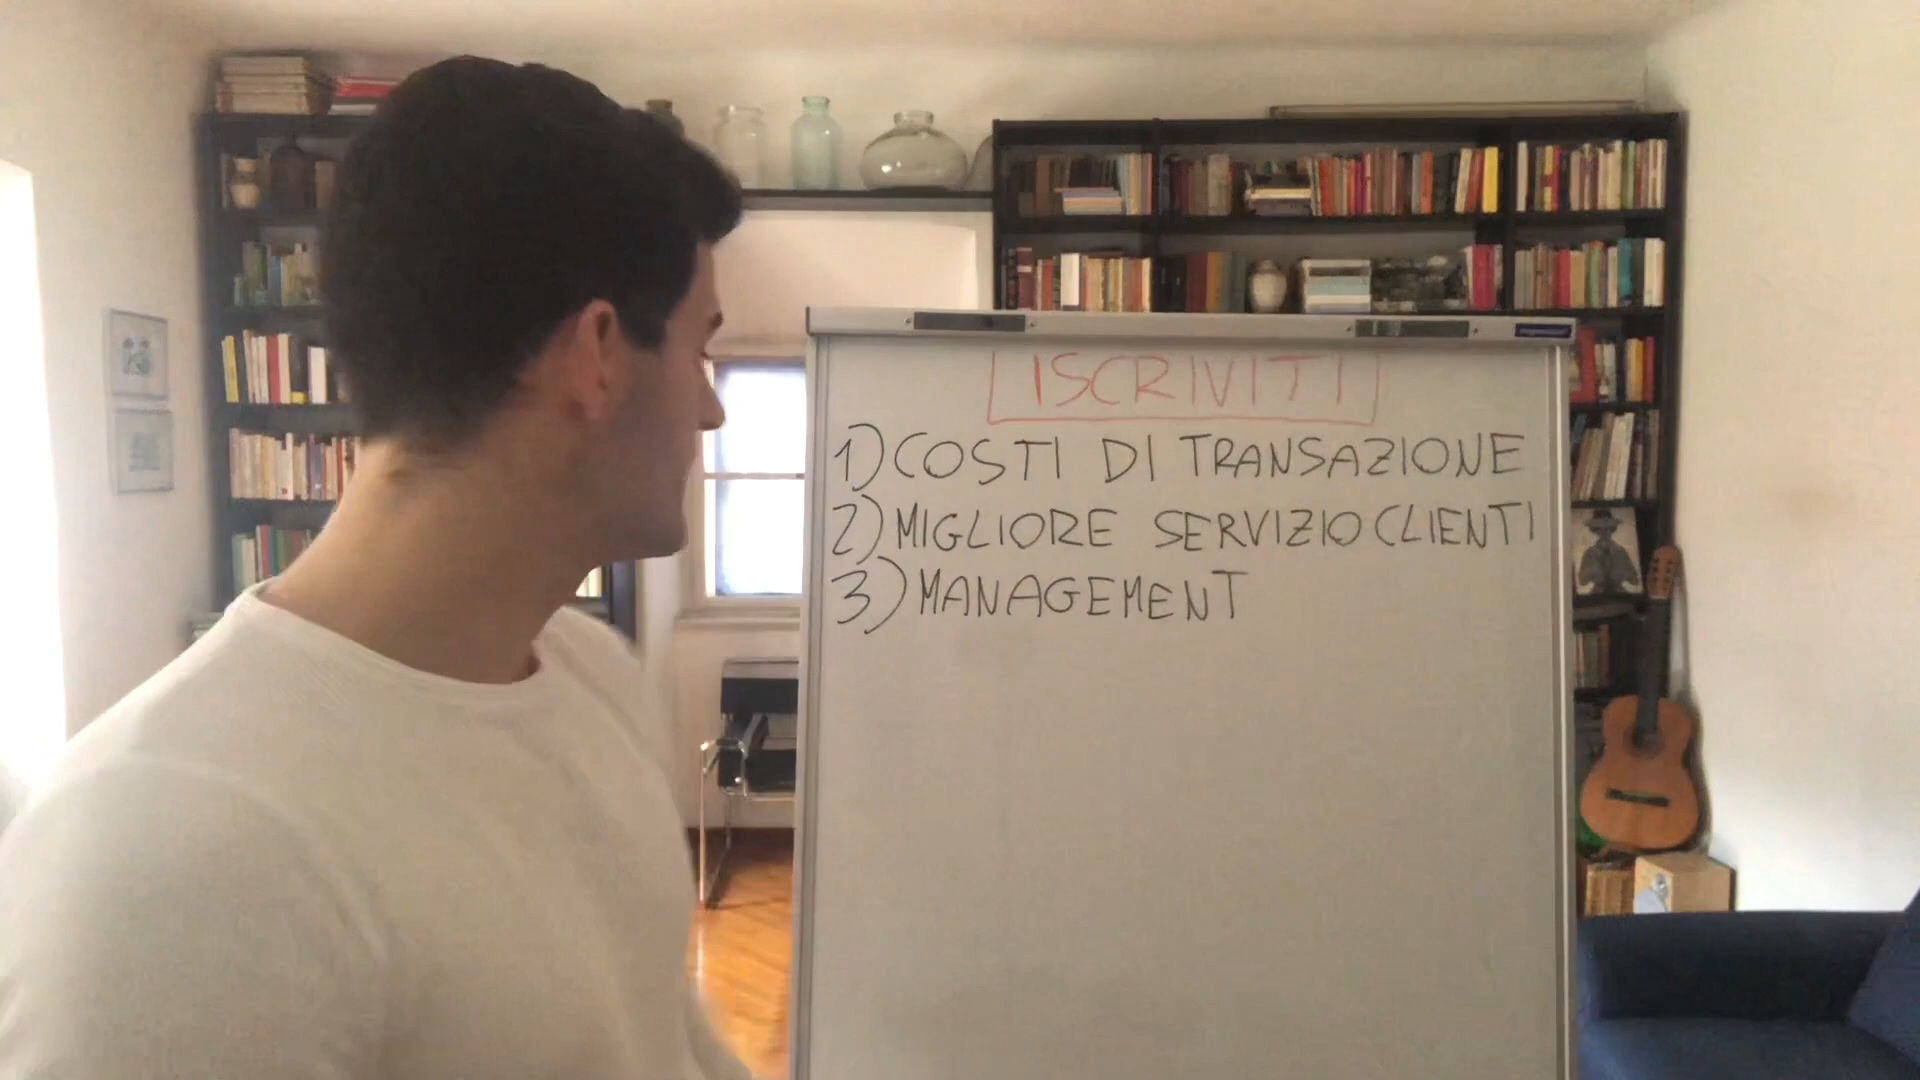 ISCRIVITI
1) COSTI DI TRANSAZIONE
2) MIGLIORE SERVIZIO CLIENTI
3) MANAGEMENT